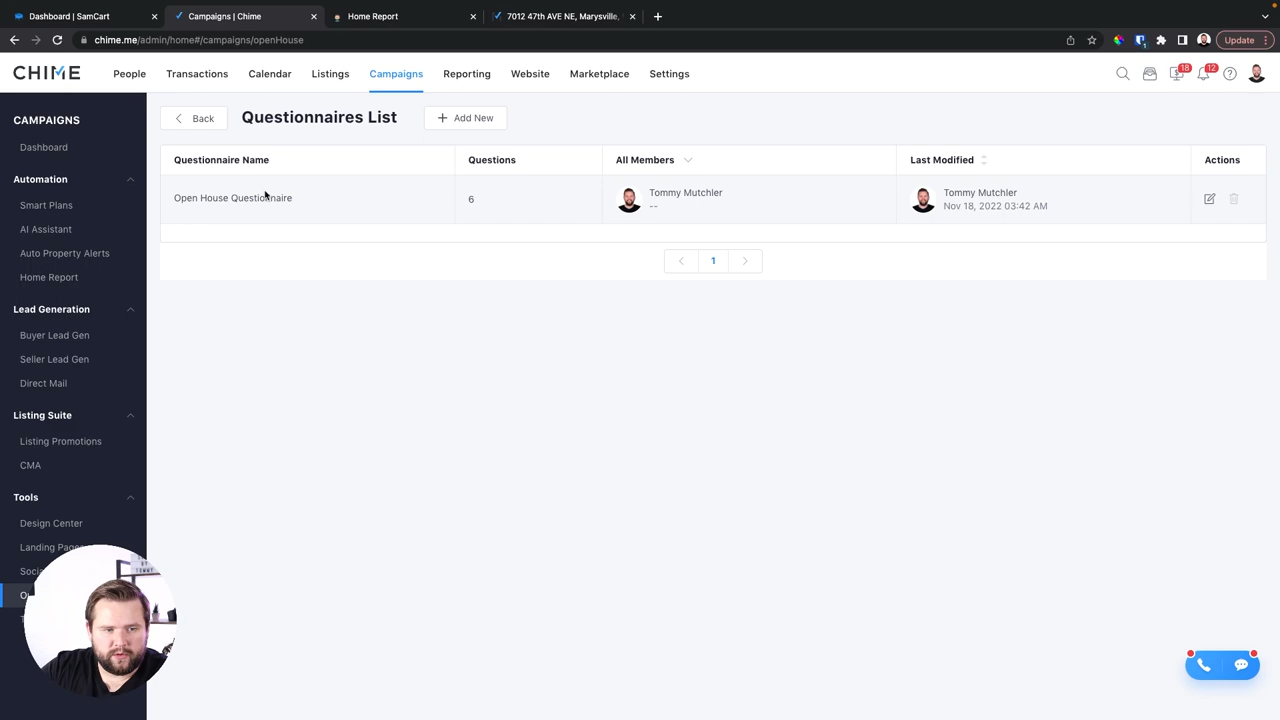 Dashboard | SamCart
Campaigns | Chime
Home Report
7012 47th AVE NE, Marysville,
chime.me/admin/home#/campaigns/openHouse
Update
CHIME
People
Transactions
Calendar
Listings
Campaigns
Reporting
Website
Marketplace
Settings
18
12
CAMPAIGNS
Dashboard
Automation
Smart Plans
AI Assistant
Auto Property Alerts
Home Report
Lead Generation
Buyer Lead Gen
Seller Lead Gen
Direct Mail
Listing Suite
Listing Promotions
CMA
Tools
Design Center
Landing Pages
Back
Questionnaires List
+ Add New
Questionnaire Name
Questions
All Members
Last Modified
Actions
Open House Questionnaire
6
Tommy Mutchler
--
Tommy Mutchler
Nov 18, 2022 03:42 AM
1